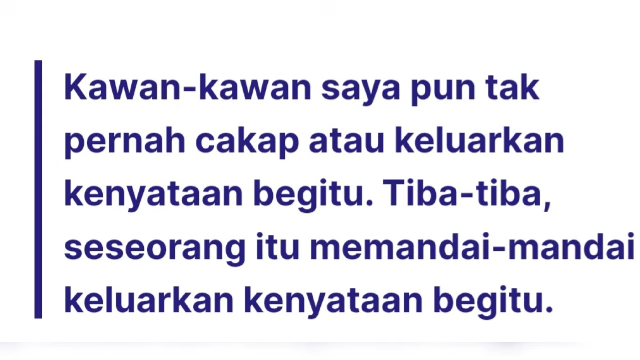 Kawan-kawan saya pun tak
pernah cakap atau keluarkan
kenyataan begitu. Tiba-tiba,
seseorang itu memandai-mandai
keluarkan kenyataan begitu.